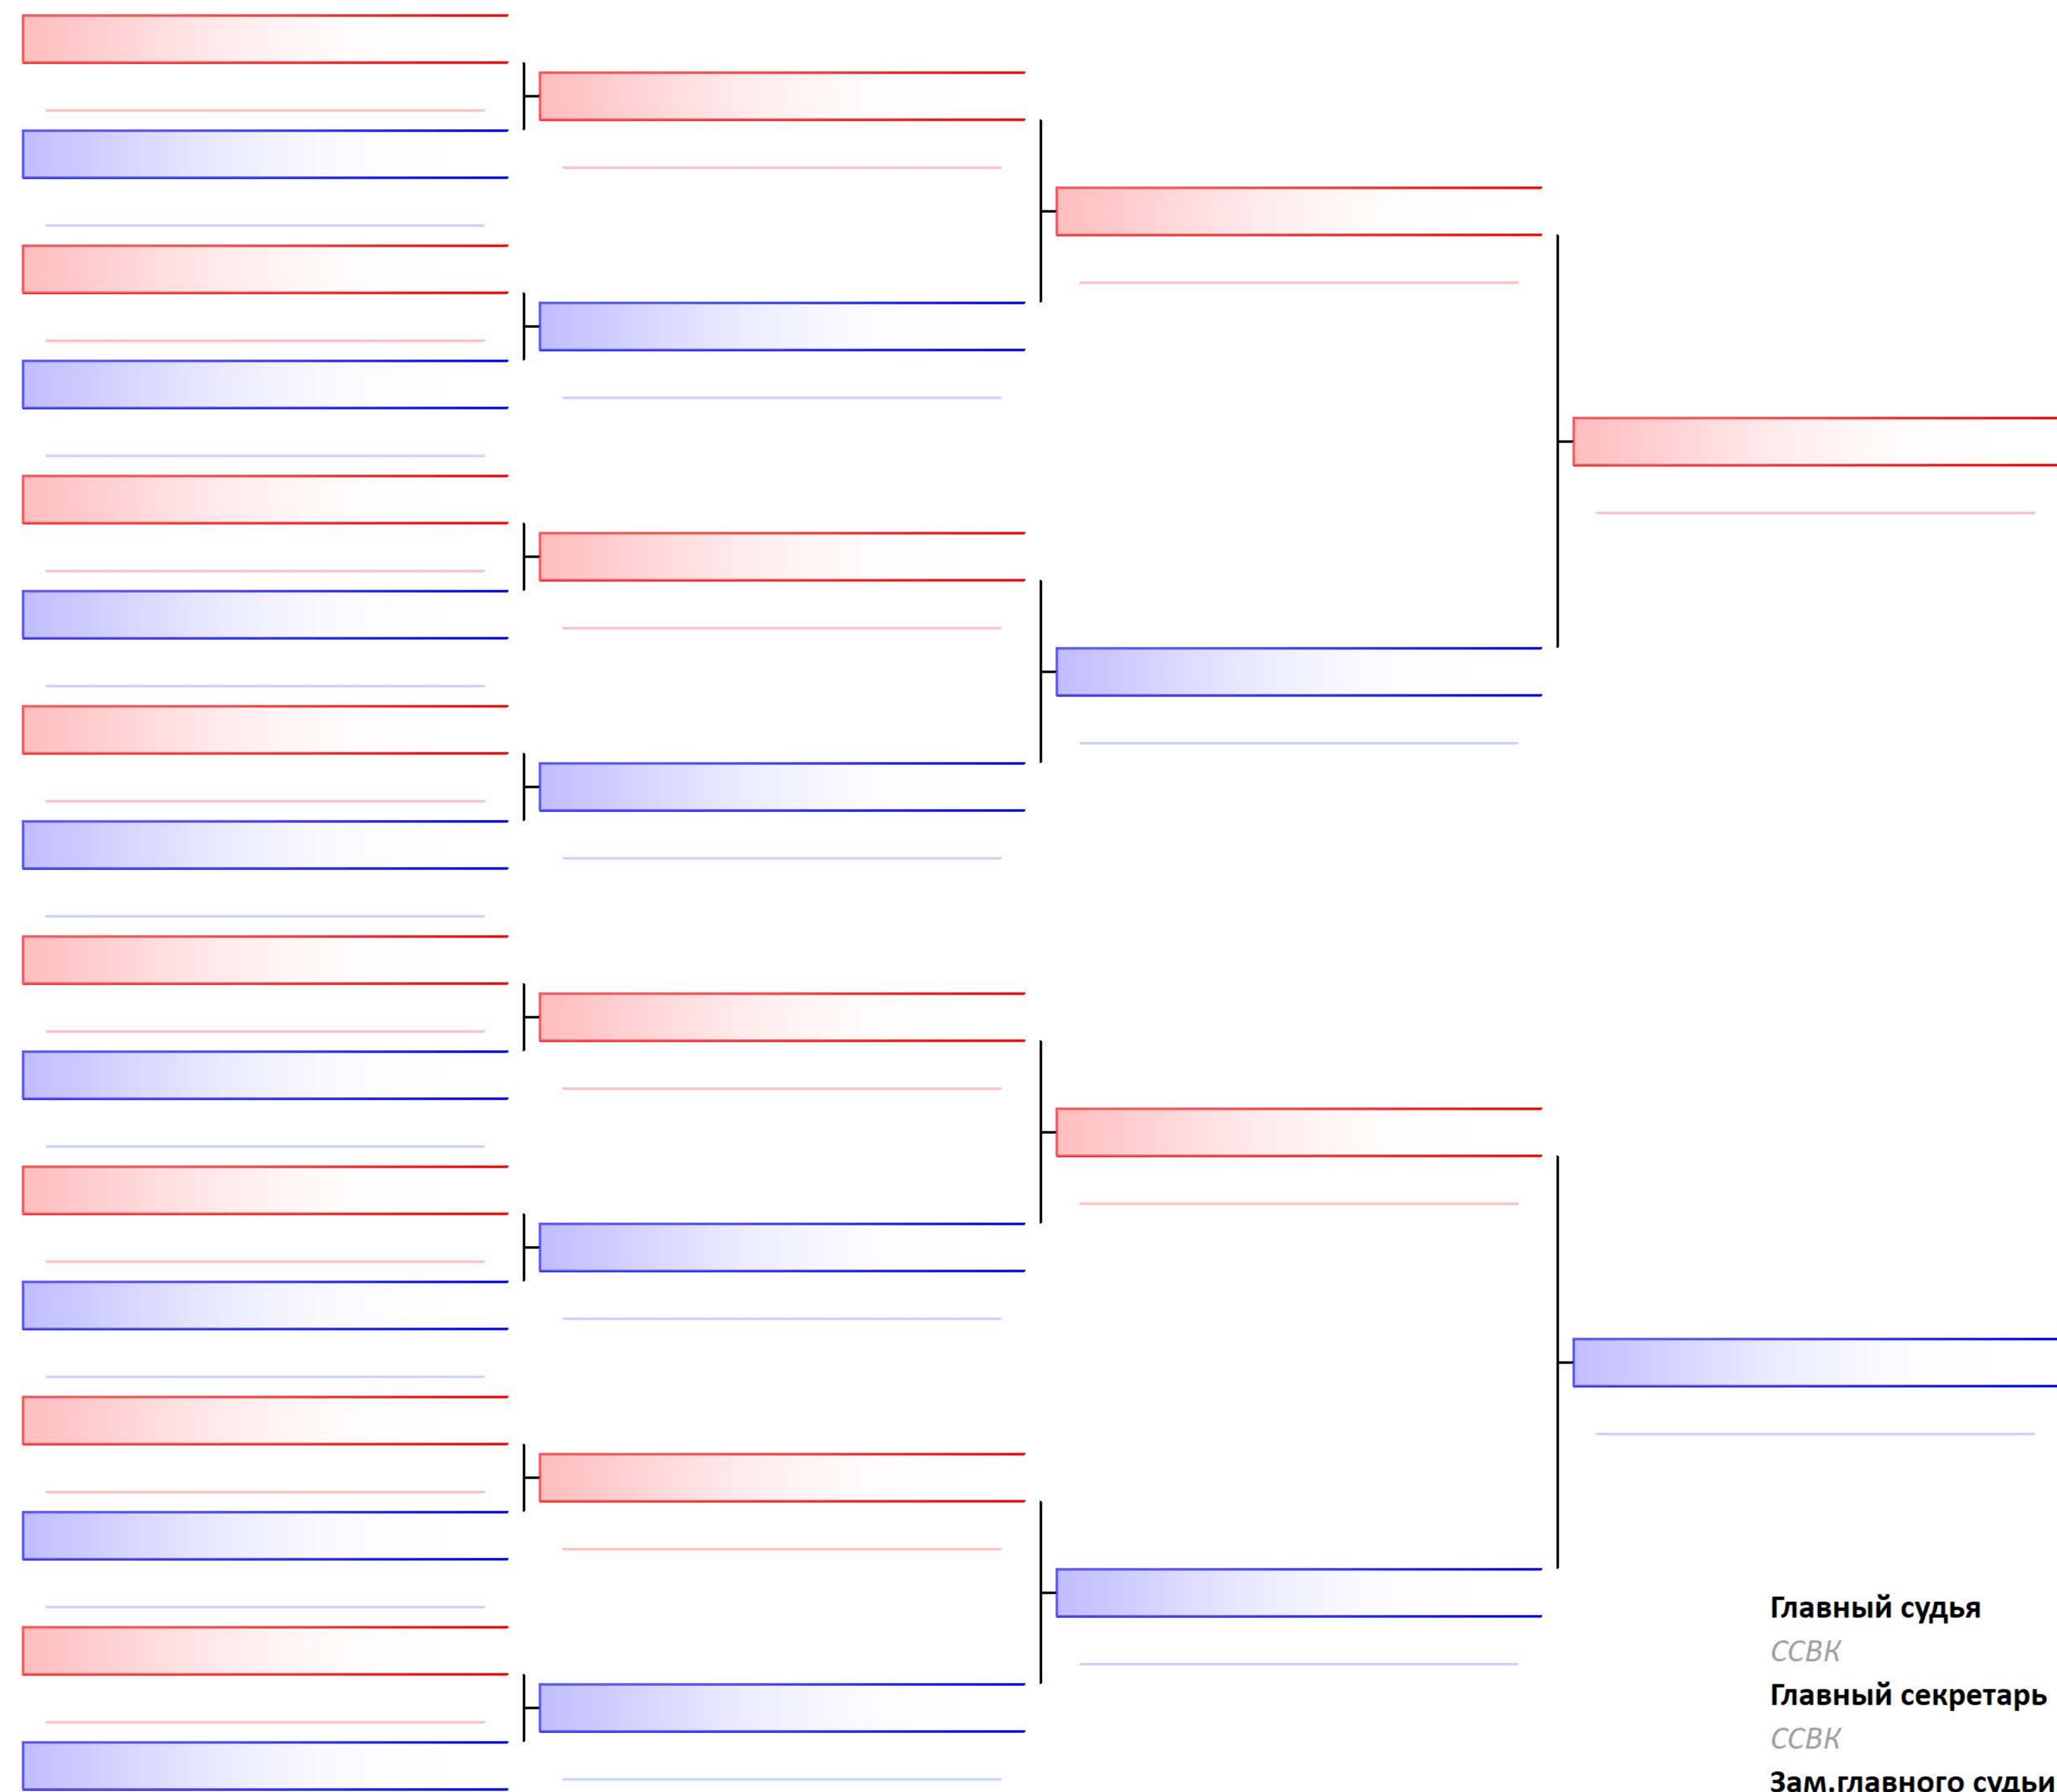 Главный судья
ССВК
Главный секретарь
ССВК
Зам.главного судьи